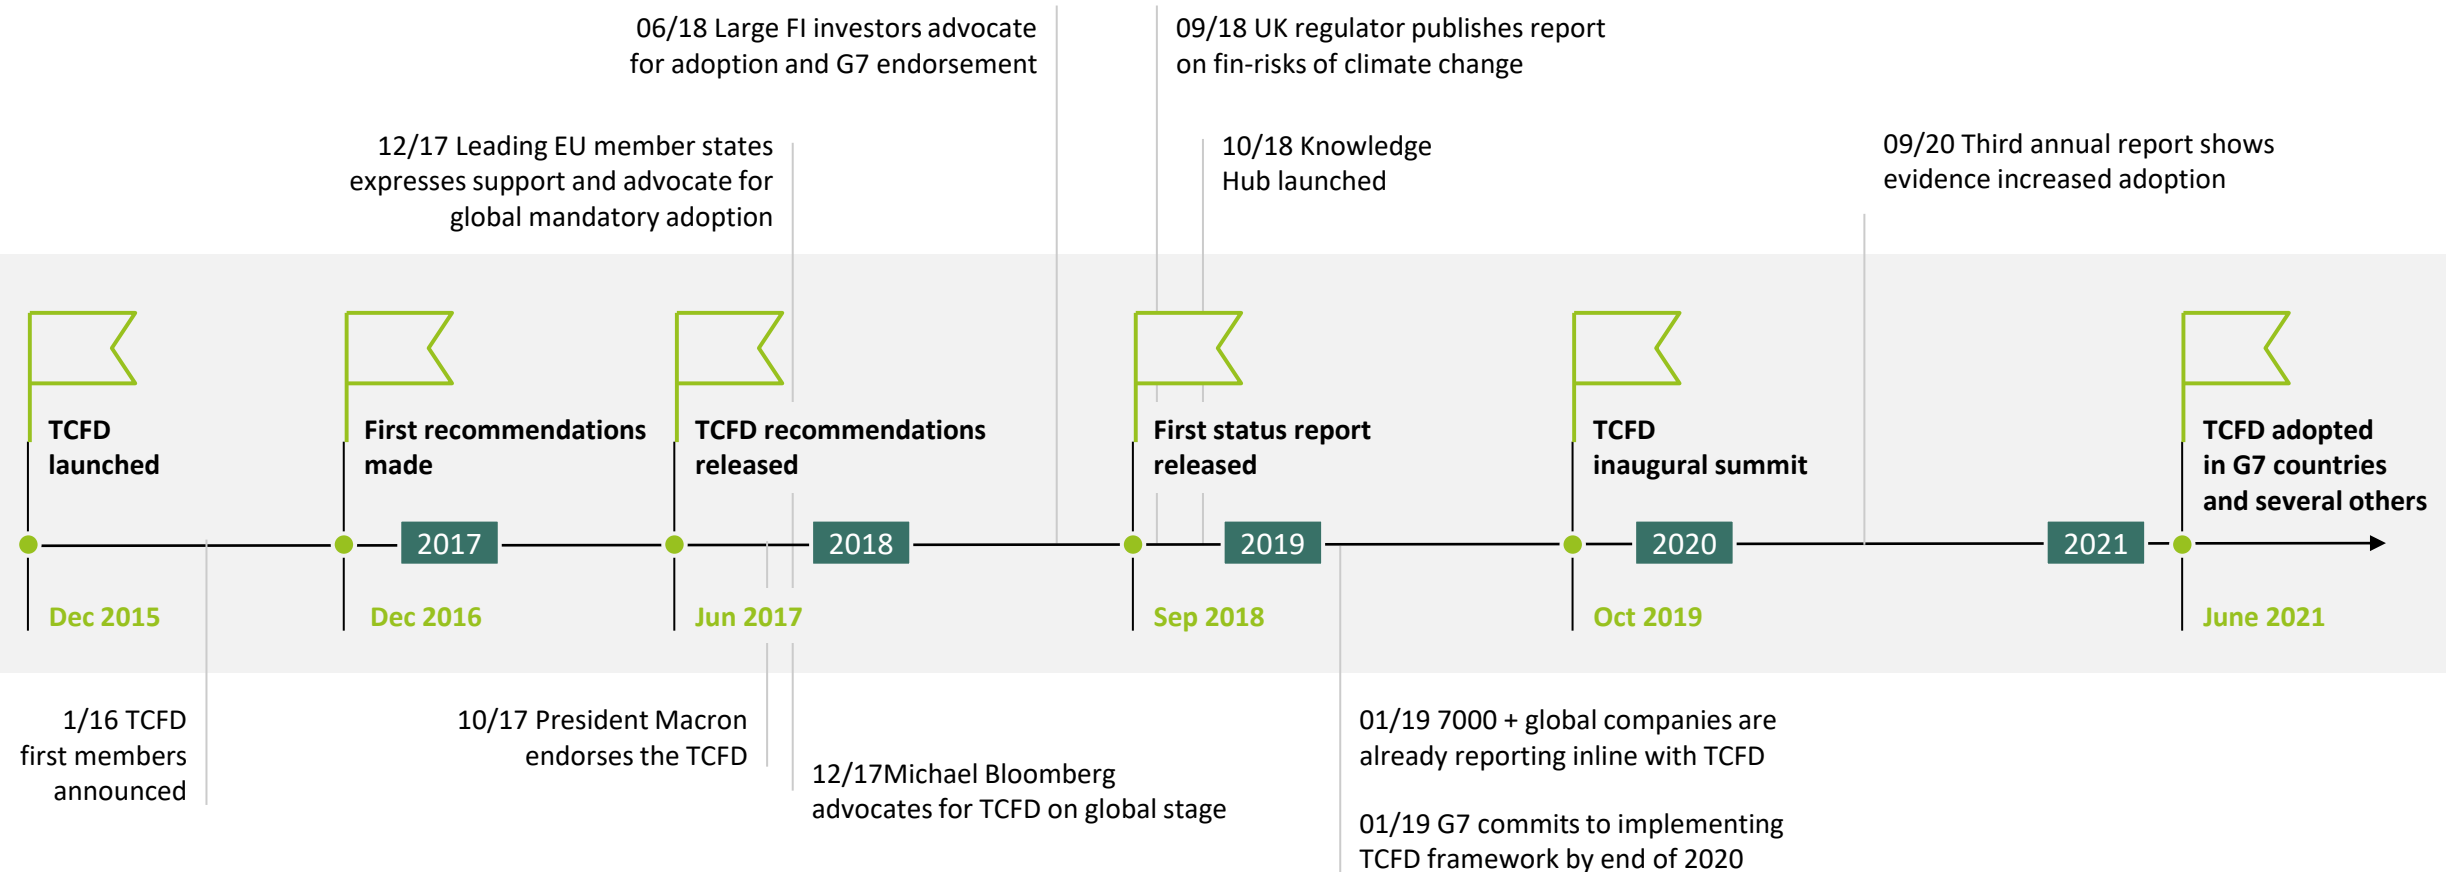 06/18 Large FI investors advocate
for adoption and G7 endorsement
09/18 UK regulator publishes report
on fin-risks of climate change
12/17 Leading EU member states
expresses support and advocate for
global mandatory adoption
10/18 Knowledge
Hub launched
09/20 Third annual report shows
evidence increased adoption
TCFD
launched
First recommendations
made
TCFD recommendations
released
First status report
released
TCFD
inaugural summit
TCFD adopted
in G7 countries
and several others
2017
2018
2019
2020
2021
Dec 2015
Dec 2016
Jun 2017
Sep 2018
Oct 2019
June 2021
1/16 TCFD
first members
announced
10/17 President Macron
endorses the TCFD
12/17Michael Bloomberg
advocates for TCFD on global stage
01/19 7000 + global companies are
already reporting inline with TCFD
01/19 G7 commits to implementing
TCFD framework by end of 2020